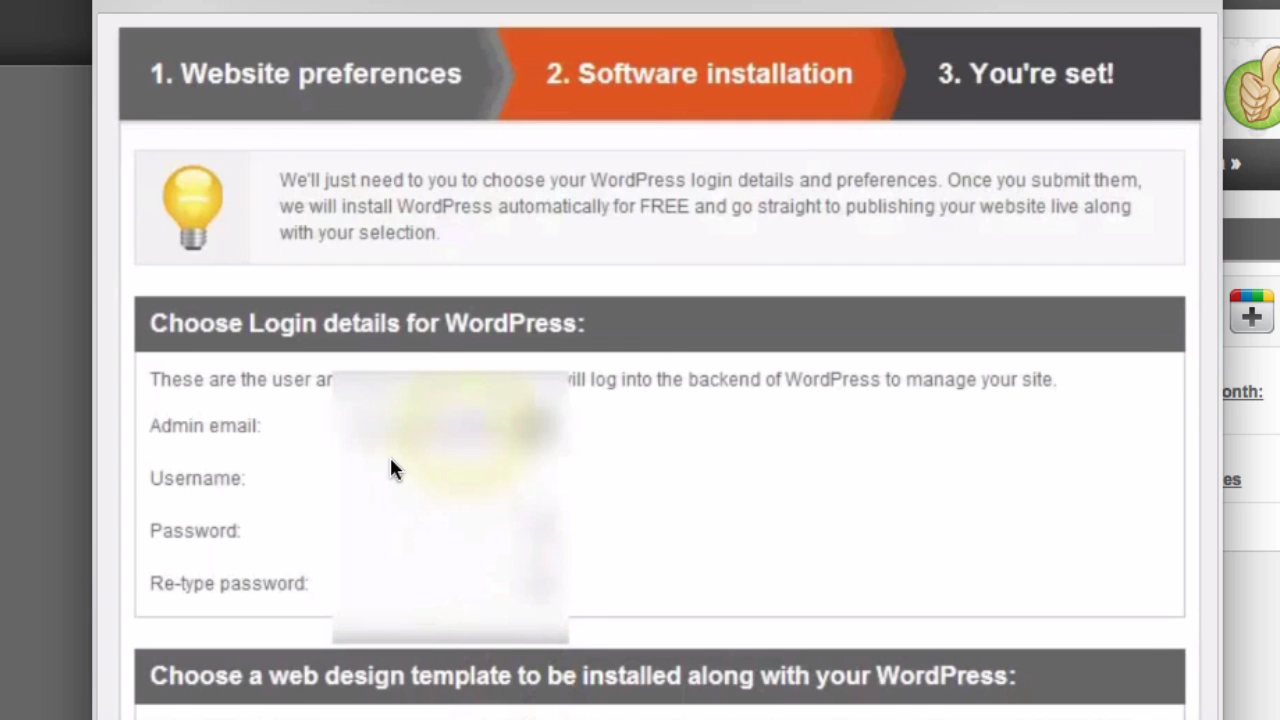 1. Website preferences
2. Software installation
3. You're set!
We'll just need to you to choose your WordPress login details and preferences. Once you submit them,
we will install WordPress automatically for FREE and go straight to publishing your website live along
with your selection.
Choose Login details for WordPress:
These are the user will log into the backend of WordPress to manage your site.
Admin email:
Username:
Password:
Re-type password:
Choose a web design template to be installed along with your WordPress:
»
onth:
es